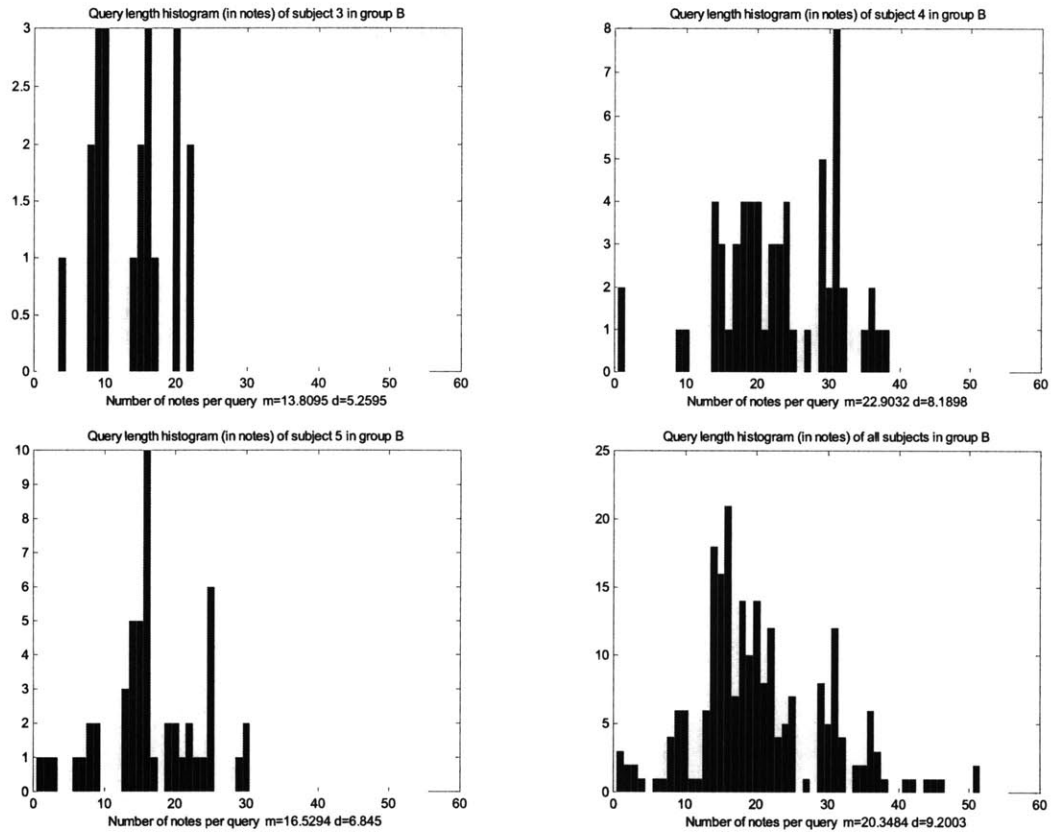 Query length histogram (in notes) of subject 3 in group B
3
2.5
2
1.5
1
0.5
0
0 10 20 30 40 50 60
Number of notes per query m=13.8095 d=5.2595
Query length histogram (in notes) of subject 4 in group B
8
7
6
5
4
3
2
1
0
0 10 20 30 40 50 60
Number of notes per query m=22.9032 d=8.1898
Query length histogram (in notes) of subject 5 in group B
10
9
8
7
6
5
4
3
2
1
0
0 10 20 30 40 50 60
Number of notes per query m=16.5294 d=6.845
Query length histogram (in notes) of all subjects in group B
25
20
15
10
5
0
0 10 20 30 40 50 60
Number of notes per query m=20.3484 d=9.2003